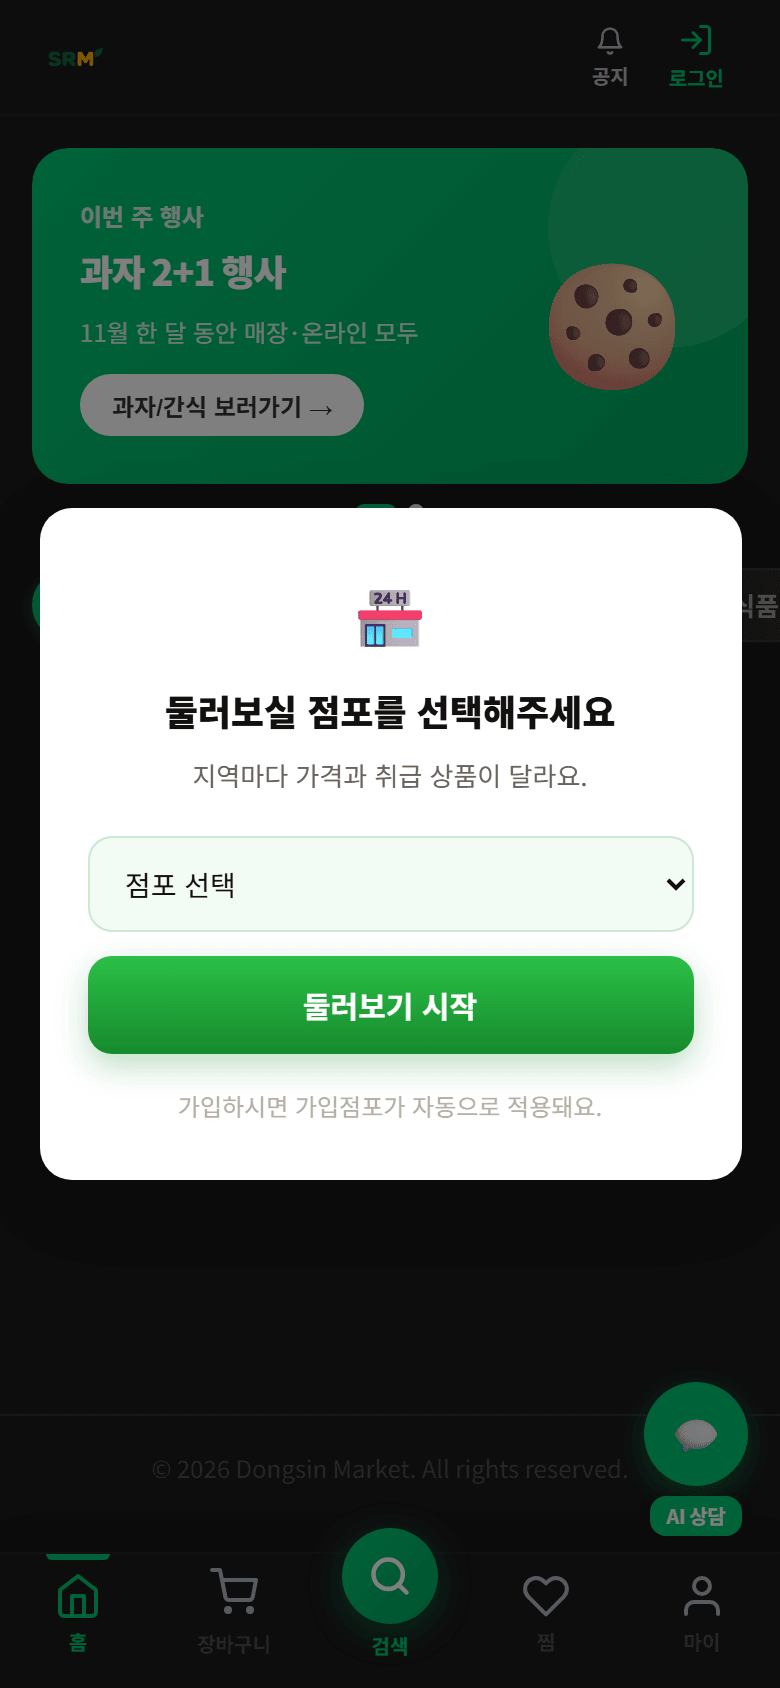 SRM
공지
로그인
이번 주 행사
과자 2+1 행사
11월 한 달 동안 매장·온라인 모두
과자/간식 보러가기 →
식품
24 H
둘러보실 점포를 선택해주세요
지역마다 가격과 취급 상품이 달라요.
점포 선택
둘러보기 시작
가입하시면 가입점포가 자동으로 적용돼요.
© 2026 Dongsin Market. All rights reserved.
AI 상담
홈
장바구니
검색
찜
마이